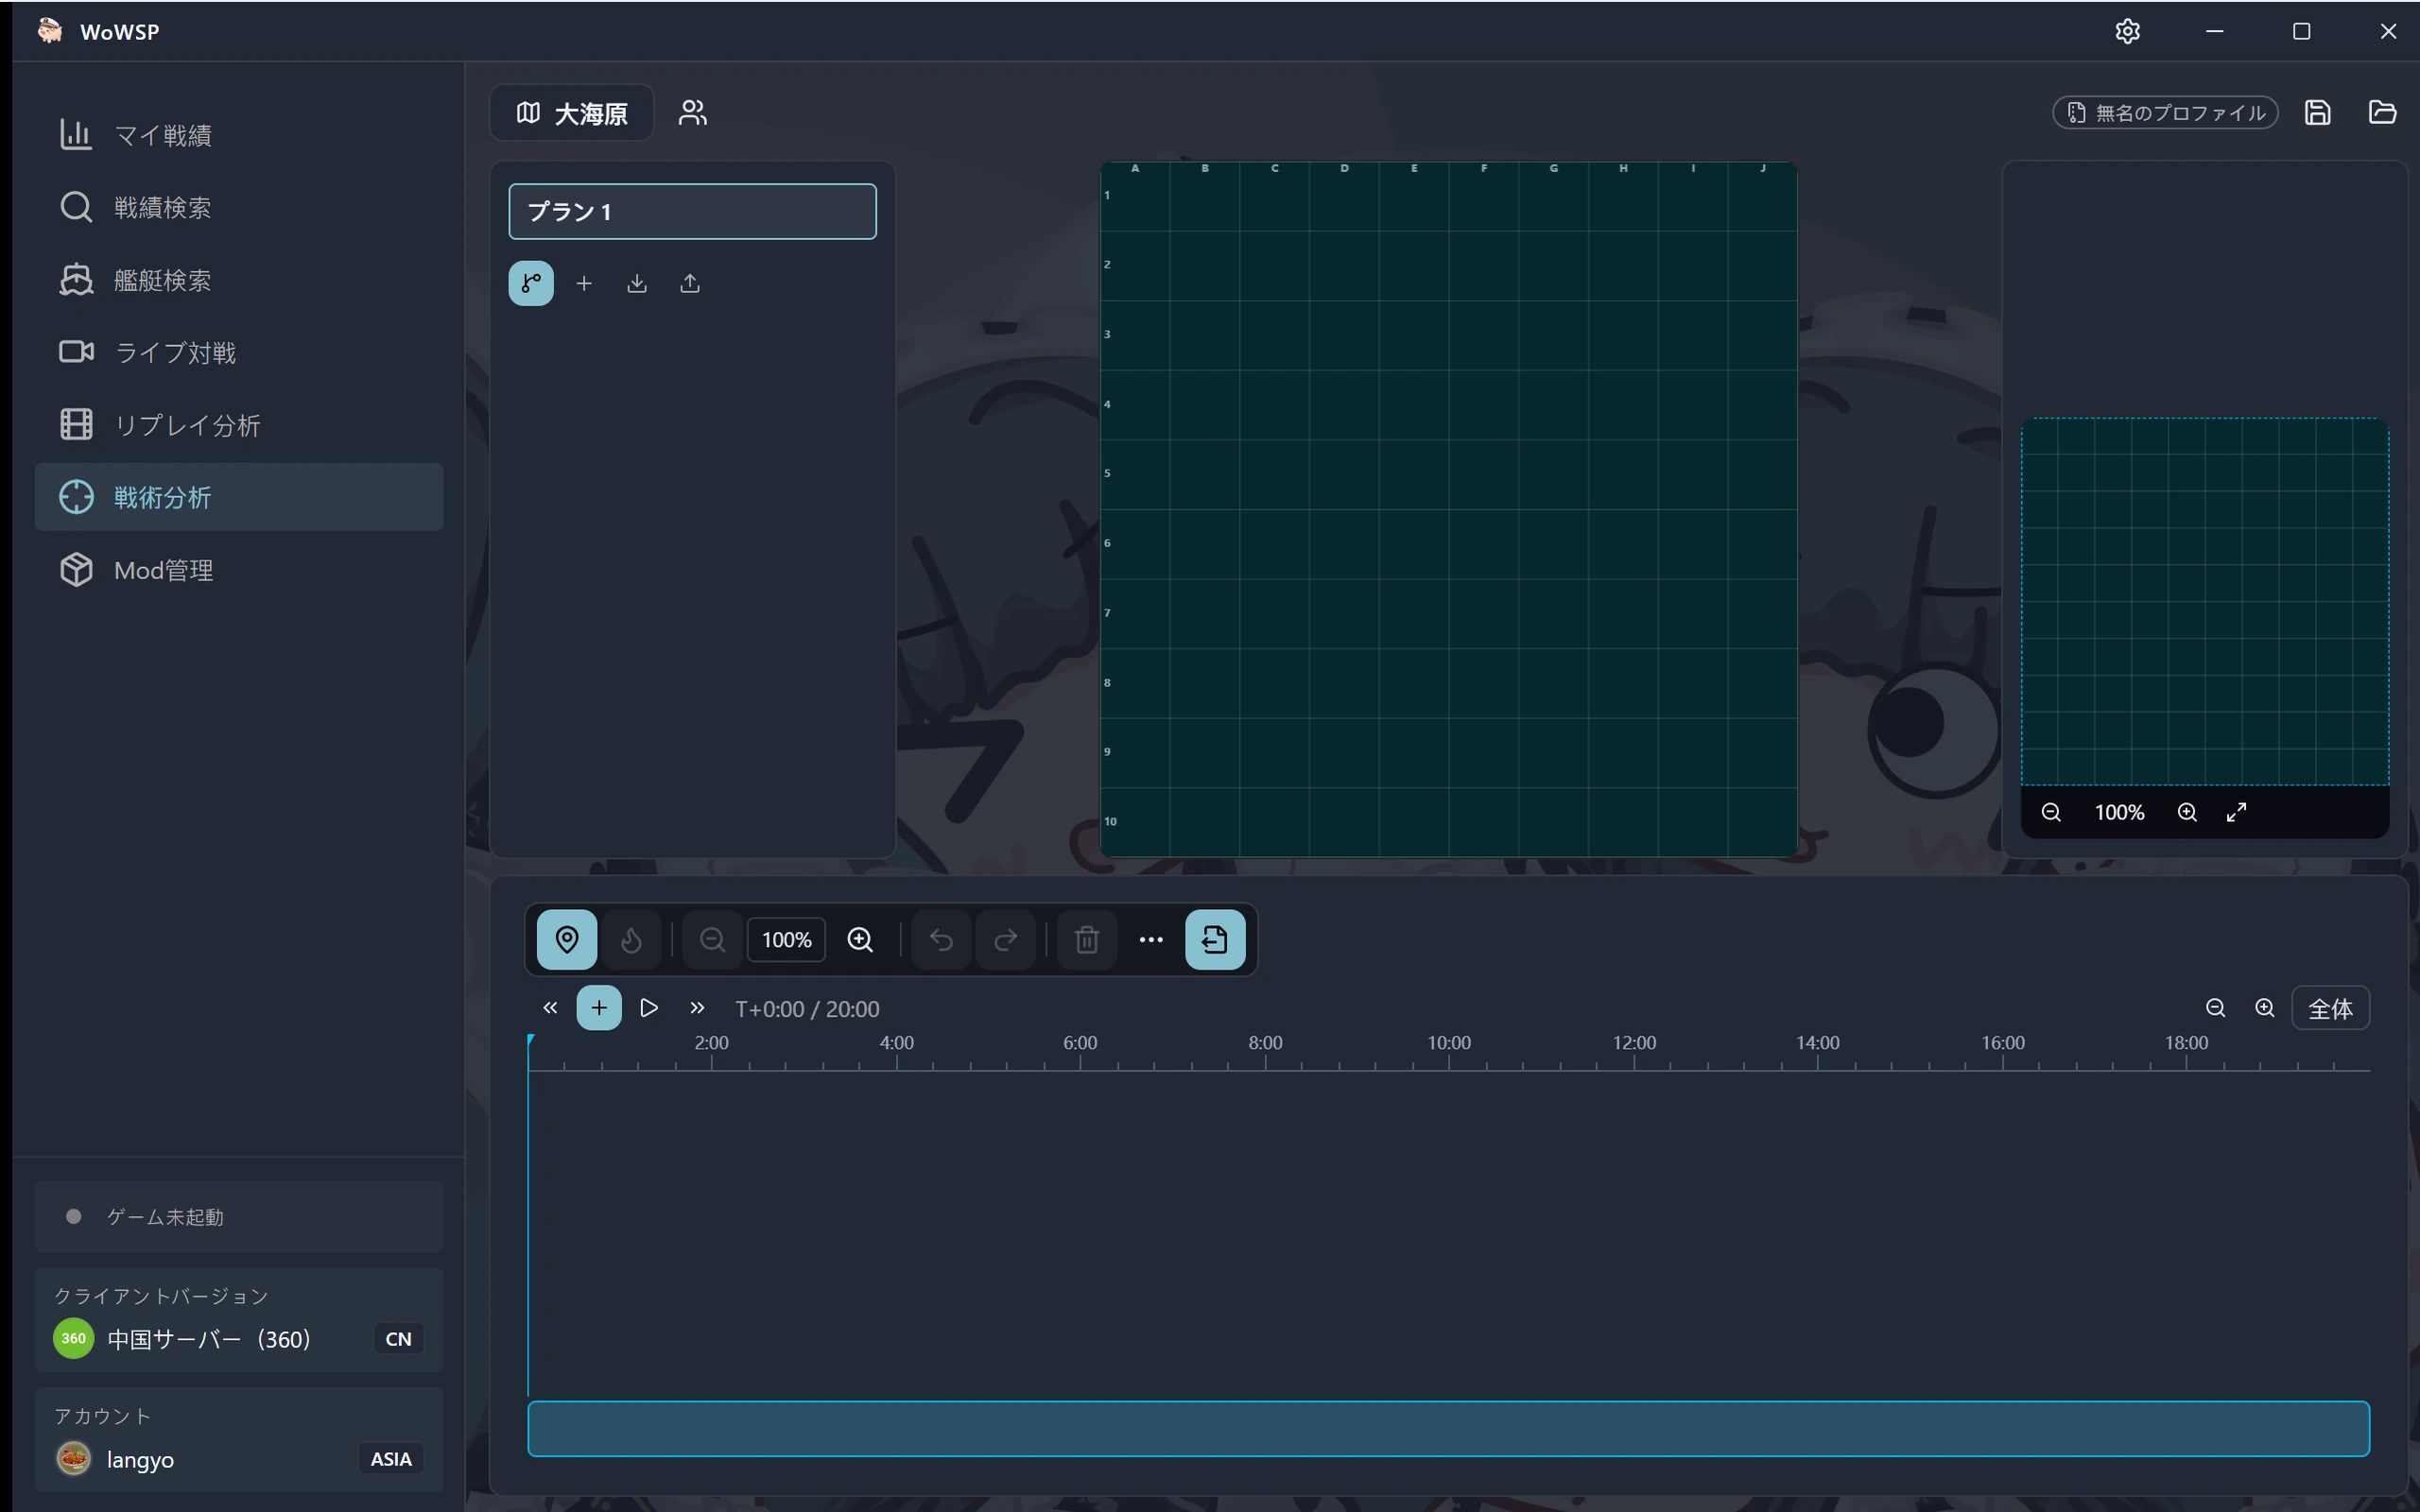 WoWSP
マイ戦績
戦績検索
艦艇検索
ライブ対戦
リプレイ分析
戦術分析
Mod管理
ゲーム未起動
クライアントバージョン
360 中国サーバー（360） CN
アカウント
langyo ASIA
大海原
無名のプロファイル
プラン 1
A B C D E F G H I J
1
2
3
4
5
6
7
8
9
10
100%
100%
T+0:00 / 20:00
全体
2:00 4:00 6:00 8:00 10:00 12:00 14:00 16:00 18:00